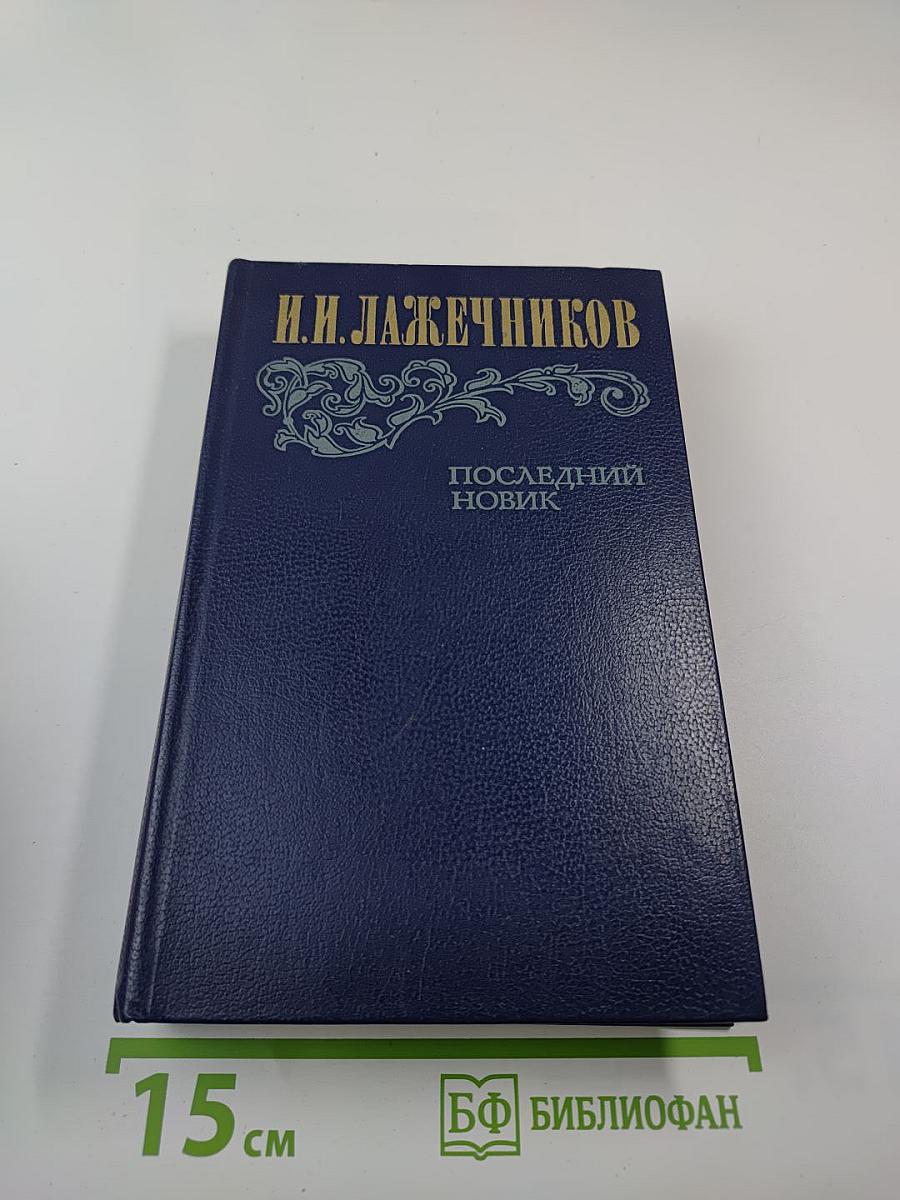 И.И.ЛАЖЕЧНИКОВ
ПОСЛЕДНИЙ
НОВИК
15 см
БФ БИБЛИОФАН